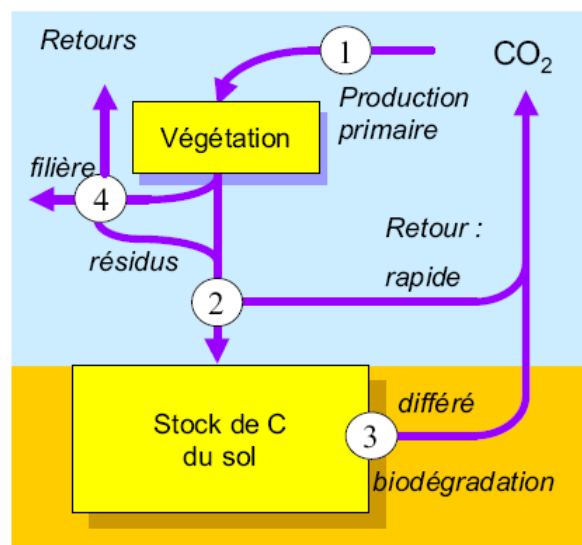 Retours
1
CO₂
Production
primaire
Végétation
filière
4
résidus
Retour :
rapide
2
Stock de C
du sol
différé
3
biodégradation